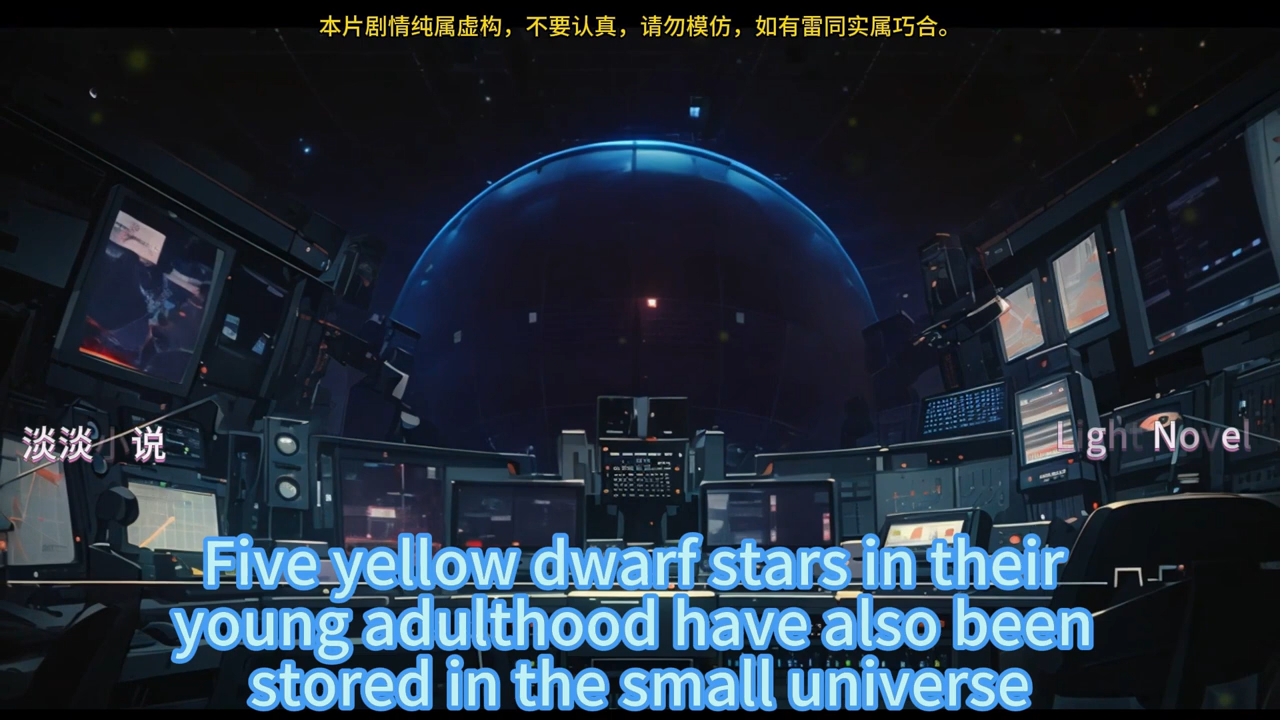 本片剧情纯属虚构，不要认真，请勿模仿，如有雷同实属巧合。
淡淡小说
Light Novel
Five yellow dwarf stars in their
young adulthood have also been
stored in the small universe